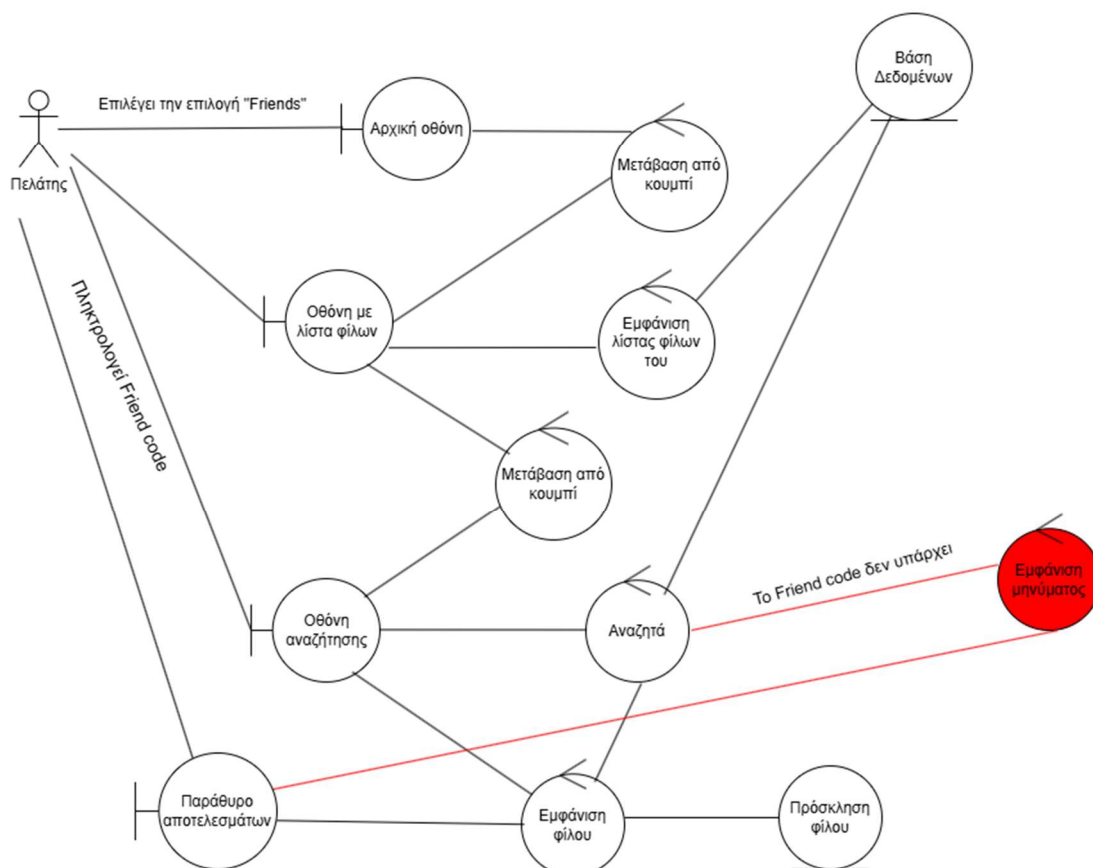 Βάση
Δεδομένων
Επιλέγει την επιλογή "Friends"
Αρχική οθόνη
Μετάβαση από
κουμπί
Πελάτης
Οθόνη με
λίστα φίλων
Εμφάνιση
λίστας φίλων
του
Πληκτρολογεί Friend code
Μετάβαση από
κουμπί
Το Friend code δεν υπάρχει
Εμφάνιση
μηνύματος
Οθόνη
αναζήτησης
Αναζητά
Παράθυρο
αποτελεσμάτων
Εμφάνιση
φίλου
Πρόσκληση
φίλου